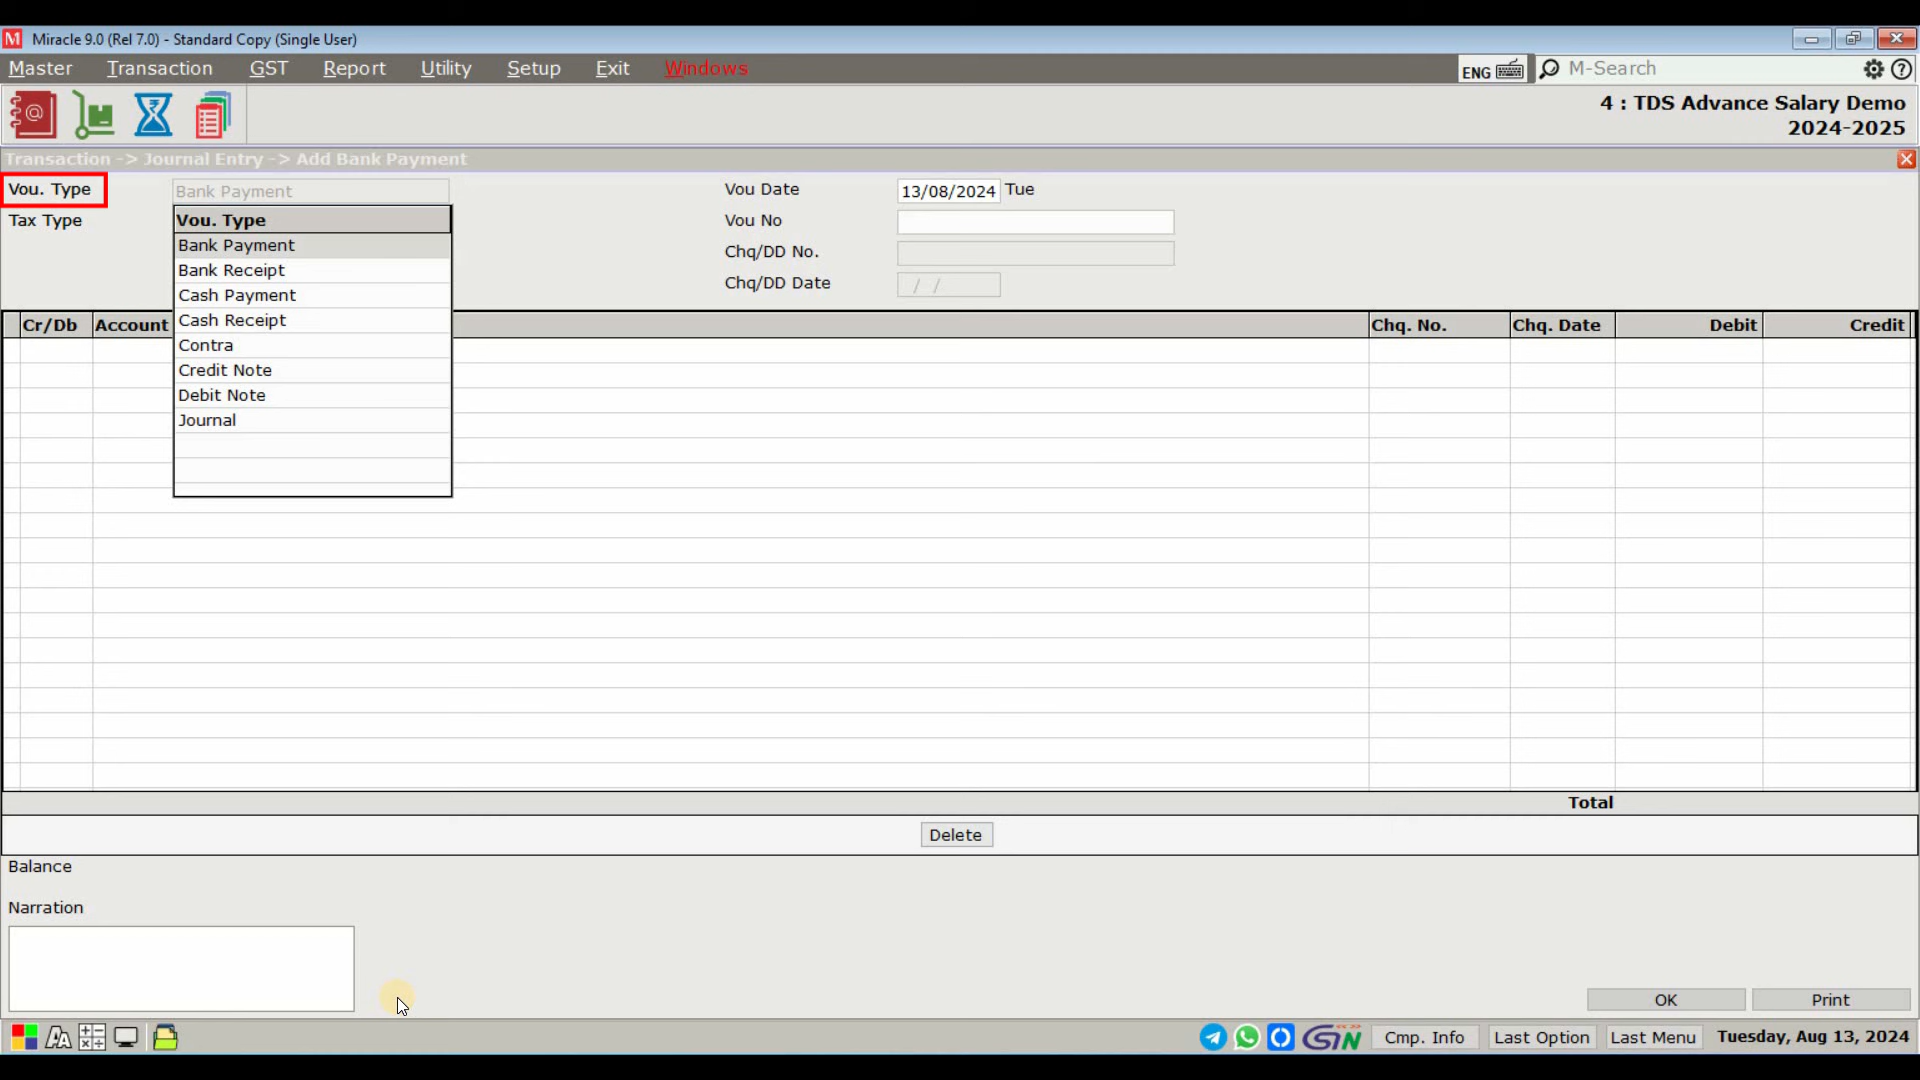 Miracle 9.0 (Rel 7.0) - Standard Copy (Single User)
Master Transaction GST Report Utility Setup Exit Windows ENG M-Search
4 : TDS Advance Salary Demo
2024-2025
Transaction -> Journal Entry -> Add Bank Payment
Vou. Type Bank Payment Vou Date 13/08/2024 Tue
Tax Type Vou. Type Vou No
Bank Payment Chq/DD No.
Bank Receipt Chq/DD Date / /
Cash Payment
Cr/Db Account Cash Receipt Chq. No. Chq. Date Debit Credit
Contra
Credit Note
Debit Note
Journal
Total
Delete
Balance
Narration
OK Print
GSTN Cmp. Info Last Option Last Menu Tuesday, Aug 13, 2024